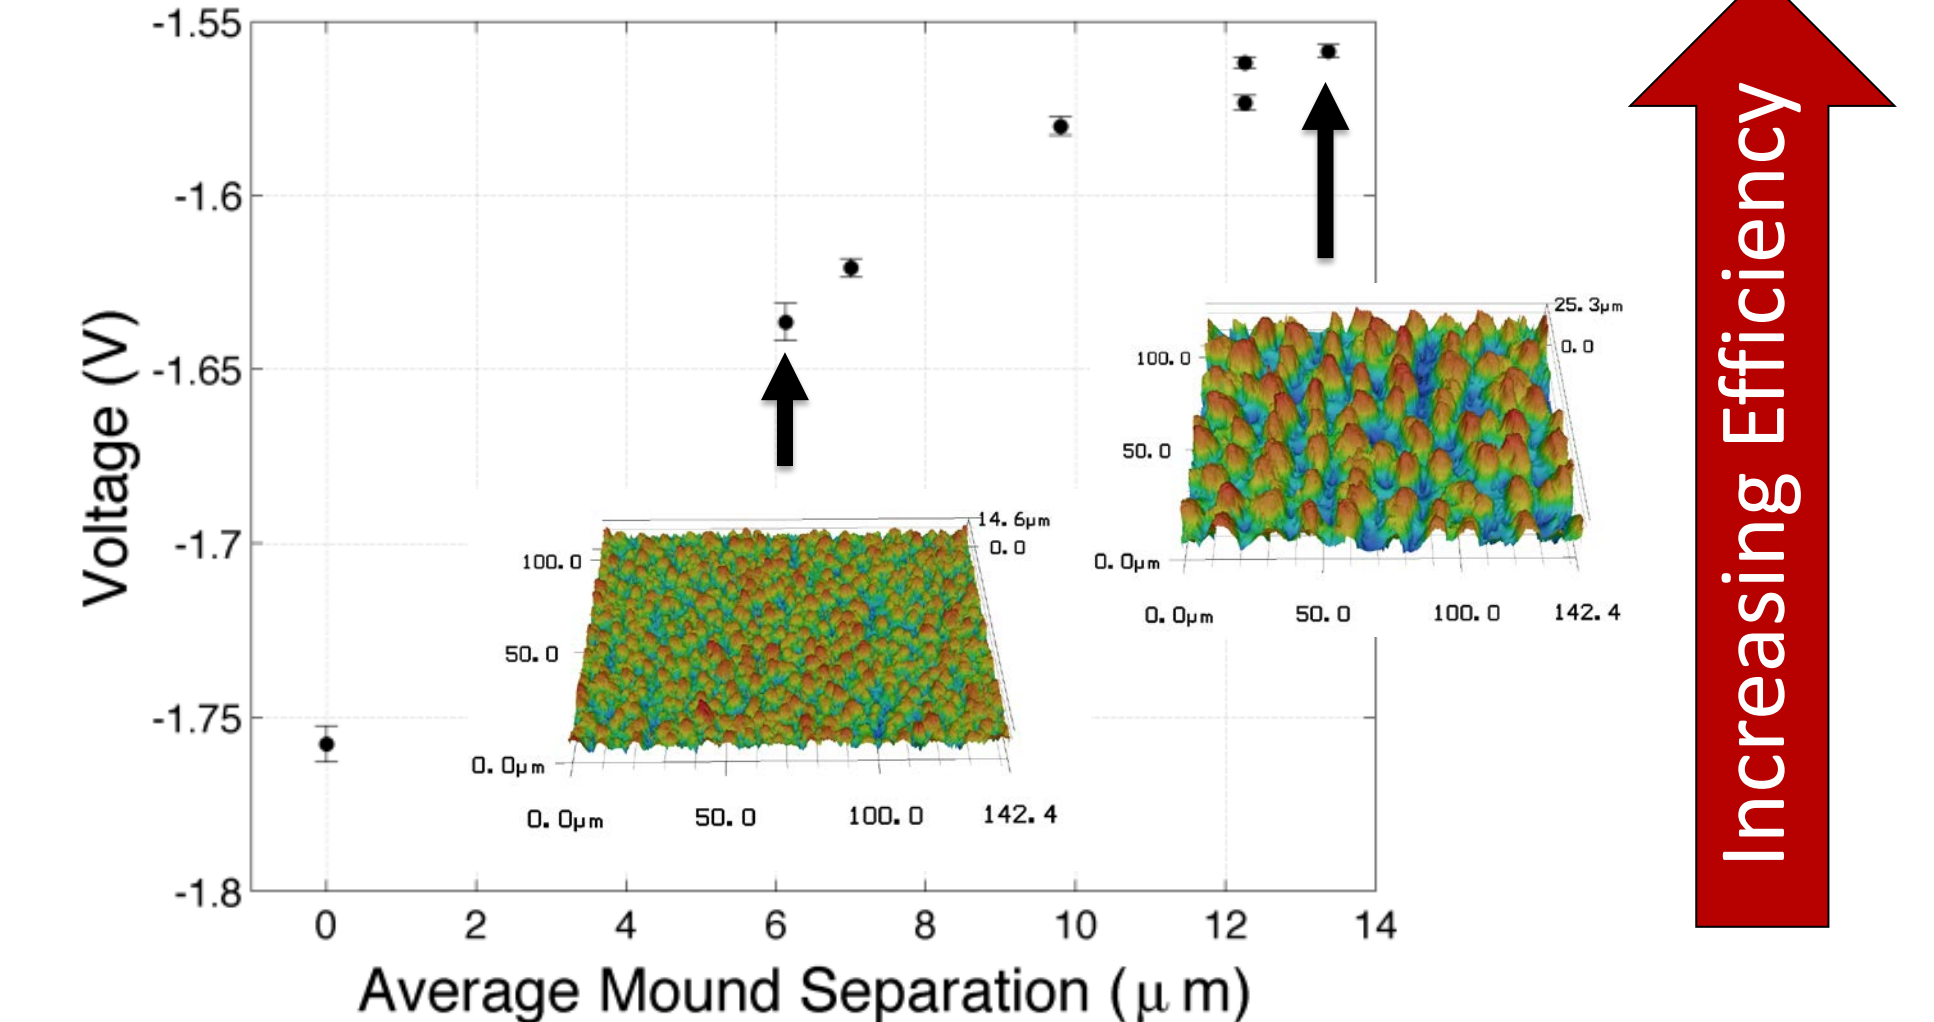 -1.55
-1.6
-1.65
-1.7
-1.75
-1.8
Voltage (V)
0 2 4 6 8 10 12 14
Average Mound Separation (μ m)
14.6μm
0.0
100.0
50.0
0.0μm
0.0μm 50.0 100.0 142.4
25.3μm
0.0
100.0
50.0
0.0μm
0.0μm 50.0 100.0 142.4
Increasing Efficiency